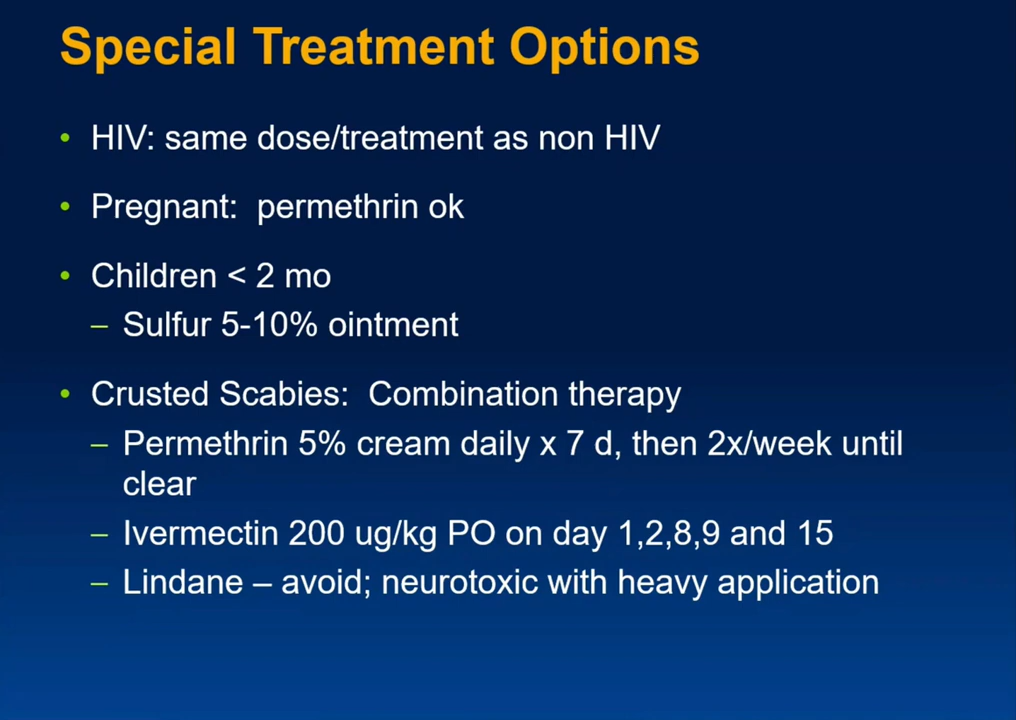 Special Treatment Options
• HIV: same dose/treatment as non HIV
• Pregnant: permethrin ok
• Children < 2 mo
– Sulfur 5-10% ointment
• Crusted Scabies: Combination therapy
– Permethrin 5% cream daily x 7 d, then 2x/week until
clear
– Ivermectin 200 ug/kg PO on day 1,2,8,9 and 15
– Lindane – avoid; neurotoxic with heavy application